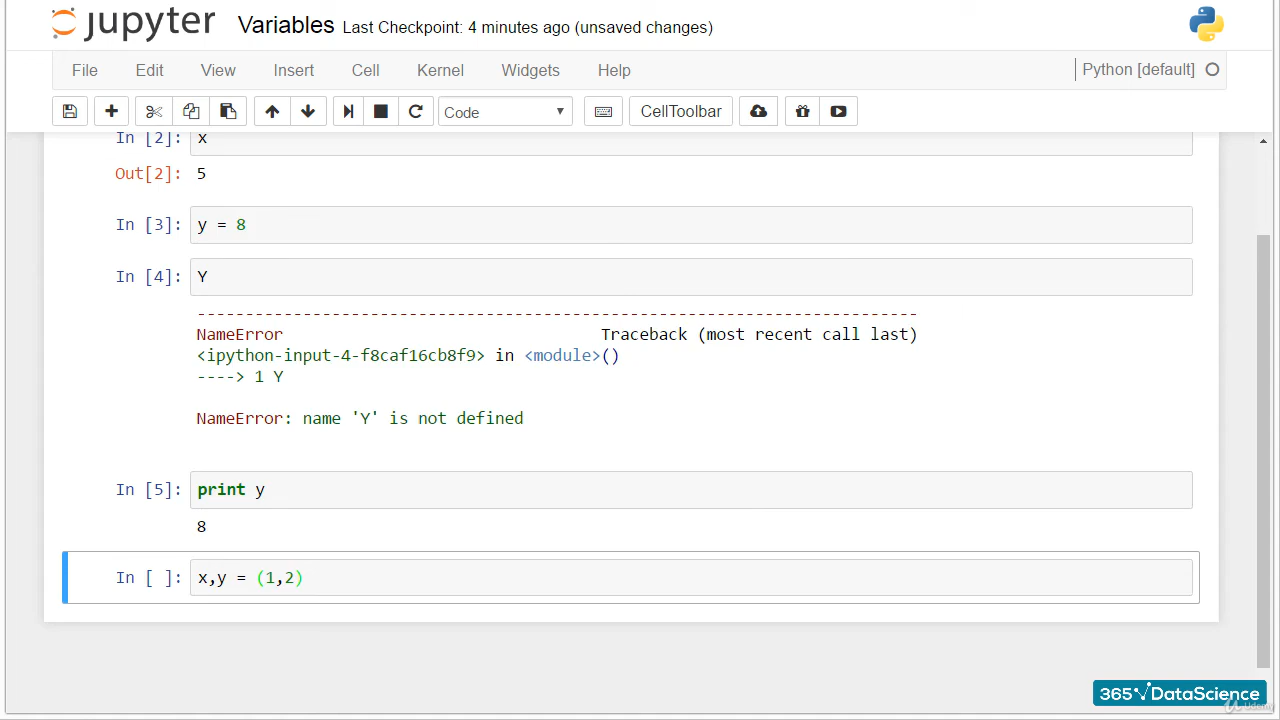 jupyter Variables Last Checkpoint: 4 minutes ago (unsaved changes)
File Edit View Insert Cell Kernel Widgets Help Python [default]
Code CellToolbar
In [2]: x
Out[2]: 5
In [3]: y = 8
In [4]: Y
---------------------------------------------------------------------------
NameError Traceback (most recent call last)
<ipython-input-4-f8caf16cb8f9> in <module>()
----> 1 Y
NameError: name 'Y' is not defined
In [5]: print y
8
In [ ]: x,y = (1,2)
365√DataScience
Udemy